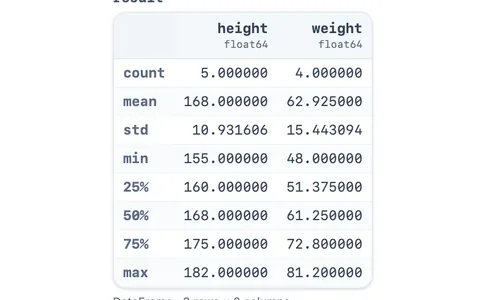 result
height weight
float64 float64
count 5.000000 4.000000
mean 168.000000 62.925000
std 10.931606 15.443094
min 155.000000 48.000000
25% 160.000000 51.375000
50% 168.000000 61.250000
75% 175.000000 72.800000
max 182.000000 81.200000